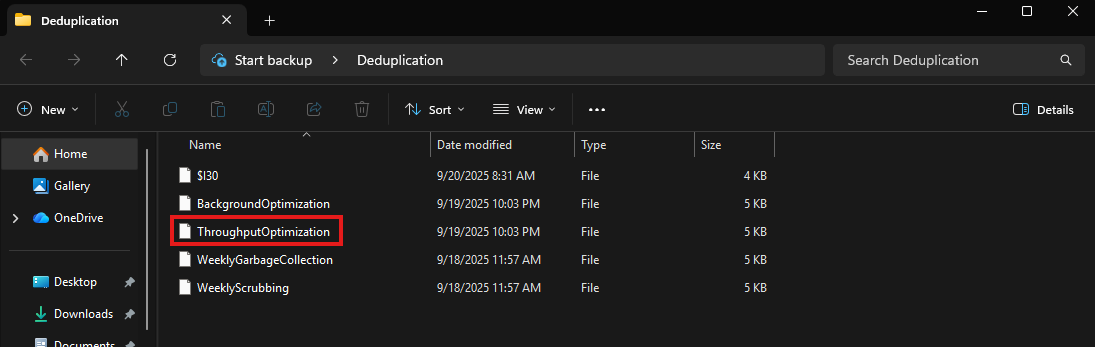 Deduplication
Start backup > Deduplication
Search Deduplication
New
Sort
View
Details
Name Date modified Type Size
Home
Gallery
OneDrive
Desktop
Downloads
Documents
$I30 9/20/2025 8:31 AM File 4 KB
BackgroundOptimization 9/19/2025 10:03 PM File 5 KB
ThroughputOptimization 9/19/2025 10:03 PM File 5 KB
WeeklyGarbageCollection 9/18/2025 11:57 AM File 5 KB
WeeklyScrubbing 9/18/2025 11:57 AM File 5 KB